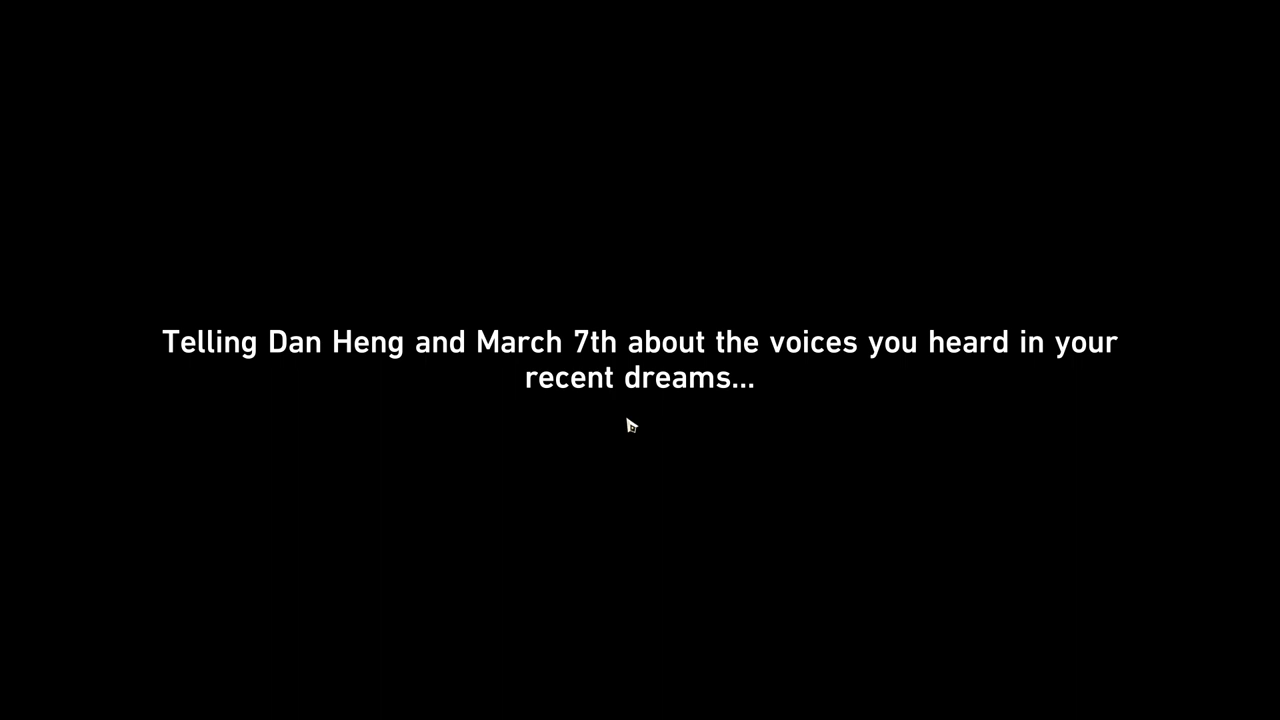 Telling Dan Heng and March 7th about the voices you heard in your
recent dreams...